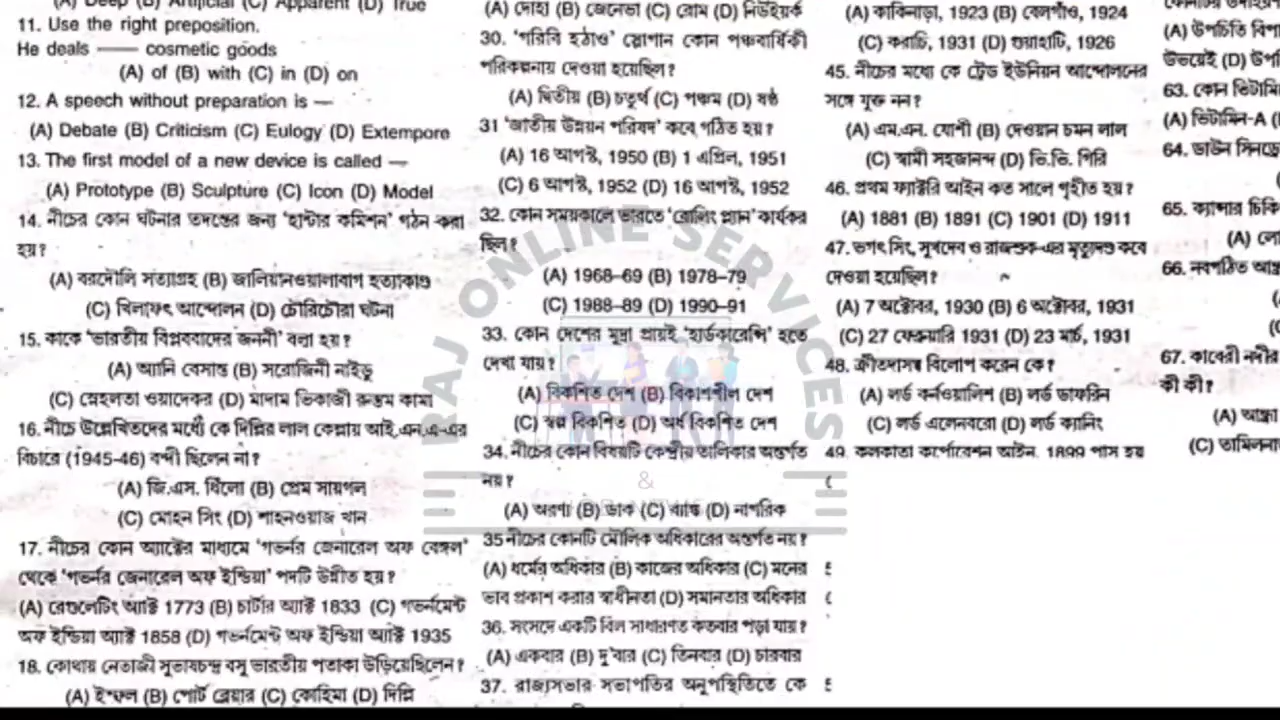 (A) Deep (B) Artificial (C) Apparent (D) True
11. Use the right preposition.
He deals —— cosmetic goods
(A) of (B) with (C) in (D) on
12. A speech without preparation is —
(A) Debate (B) Criticism (C) Eulogy (D) Extempore
13. The first model of a new device is called —
(A) Prototype (B) Sculpture (C) Icon (D) Model
14. নীচের কোন ঘটনার তদন্তের জন্য ‘হান্টার কমিশন’ গঠন করা
হয়?
(A) বরদৌলি সত্যাগ্রহ (B) জালিয়ানওয়ালাবাগ হত্যাকাণ্ড
(C) খিলাফৎ আন্দোলন (D) চৌরিচৌরা ঘটনা
15. কাকে ‘ভারতীয় বিপ্লববাদের জননী’ বলা হয়?
(A) অ্যানি বেসান্ত (B) সরোজিনী নাইডু
(C) স্নেহলতা ওয়াদেকর (D) মাদাম ভিকাজী রুস্তম কামা
16. নীচে উল্লেখিতদের মধ্যে কে দিল্লির লাল কেল্লায় আই.এন.এ-এর
বিচারে (1945-46) বন্দী ছিলেন না?
(A) জি.এস. ধিলোঁ (B) প্রেম সায়গল
(C) মোহন সিং (D) শাহনওয়াজ খান
17. নীচের কোন অ্যাক্টের মাধ্যমে ‘গভর্নর জেনারেল অফ বেঙ্গল’
থেকে ‘গভর্নর জেনারেল অফ ইন্ডিয়া’ পদটি উন্নীত হয়?
(A) রেগুলেটিং অ্যাক্ট 1773 (B) চার্টার অ্যাক্ট 1833 (C) গভর্নমেন্ট
অফ ইন্ডিয়া অ্যাক্ট 1858 (D) গভর্নমেন্ট অফ ইন্ডিয়া অ্যাক্ট 1935
18. কোথায় নেতাজী সুভাষচন্দ্র বসু ভারতীয় পতাকা উড়িয়েছিলেন?
(A) ইম্ফল (B) পোর্ট ব্লেয়ার (C) কোহিমা (D) দিল্লি
(A) দোহা (B) জেনেভা (C) রোম (D) নিউইয়র্ক
30. ‘গরিবি হঠাও’ স্লোগান কোন পঞ্চবার্ষিকী
পরিকল্পনায় দেওয়া হয়েছিল?
(A) দ্বিতীয় (B) চতুর্থ (C) পঞ্চম (D) ষষ্ঠ
31 ‘জাতীয় উন্নয়ন পরিষদ’ কবে গঠিত হয়?
(A) 16 আগস্ট, 1950 (B) 1 এপ্রিল, 1951
(C) 6 আগস্ট, 1952 (D) 16 আগস্ট, 1952
32. কোন সময়কালে ভারতে ‘রোলিং প্ল্যান’ কার্যকর
ছিল?
(A) 1968–69 (B) 1978–79
(C) 1988–89 (D) 1990–91
33. কোন দেশের মুদ্রা প্রায়ই ‘হার্ডকারেন্সি’ হতে
দেখা যায়?
(A) বিকশিত দেশ (B) বিকাশশীল দেশ
(C) স্বল্প বিকশিত (D) অর্ধ বিকশিত দেশ
34. নীচের কোন বিষয়টি কেন্দ্রীয় তালিকার অন্তর্গত
নয়?
(A) অরণ্য (B) ডাক (C) ব্যাঙ্ক (D) নাগরিক
35 নীচের কোনটি মৌলিক অধিকারের অন্তর্গত নয়?
(A) ধর্মের অধিকার (B) কাজের অধিকার (C) মনের
ভাব প্রকাশ করার স্বাধীনতা (D) সমানতার অধিকার
36. সংসদে একটি বিল সাধারণত কতবার পড়া যায়?
(A) একবার (B) দু’বার (C) তিনবার (D) চারবার
37. রাজ্যসভার সভাপতির অনুপস্থিতিতে কে
(A) কাকিনাড়া, 1923 (B) বেলগাঁও, 1924
(C) করাচি, 1931 (D) গুয়াহাটি, 1926
45. নীচের মধ্যে কে ট্রেড ইউনিয়ন আন্দোলনের
সঙ্গে যুক্ত নন?
(A) এম.এন. যোশী (B) দেওয়ান চমন লাল
(C) স্বামী সহজানন্দ (D) ভি.ভি. গিরি
46. প্রথম ফ্যাক্টরি আইন কত সালে গৃহীত হয়?
(A) 1881 (B) 1891 (C) 1901 (D) 1911
47. ভগৎ সিং, সুখদেব ও রাজগুরু-এর মৃত্যুদণ্ড কবে
দেওয়া হয়েছিল?
(A) 7 অক্টোবর, 1930 (B) 6 অক্টোবর, 1931
(C) 27 ফেব্রুয়ারি 1931 (D) 23 মার্চ, 1931
48. ক্রীতদাসত্ব বিলোপ করেন কে?
(A) লর্ড কর্নওয়ালিশ (B) লর্ড ডাফরিন
(C) লর্ড এলেনবরো (D) লর্ড ক্যানিং
49. কলকাতা কর্পোরেশন আইন, 1899 পাস হয়
(A) উপচিতি
উভয়েই (D)
63. কোন
(A) ভিটামিন-A
64. ডাউন
65. ক্যান্সার
(A)
66. নবগঠিত
67. কাবেরী নদীর
কী কী?
(A)
(C)
RAJ ONLINE SERVICES
&